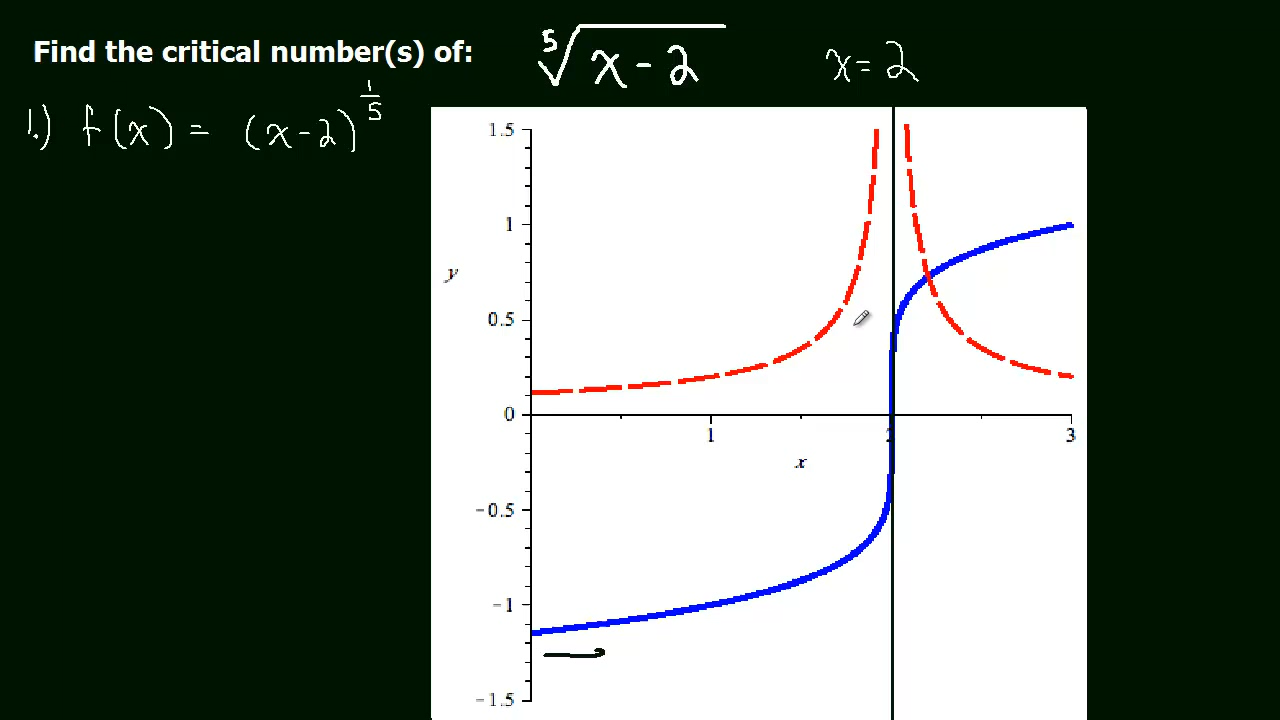 Find the critical number(s) of: ⁵√(x-2) x=2
1.) f(x) = (x-2)^(1/5)
1.5
1
y
0.5
0
1 2 3
x
-0.5
-1
-1.5